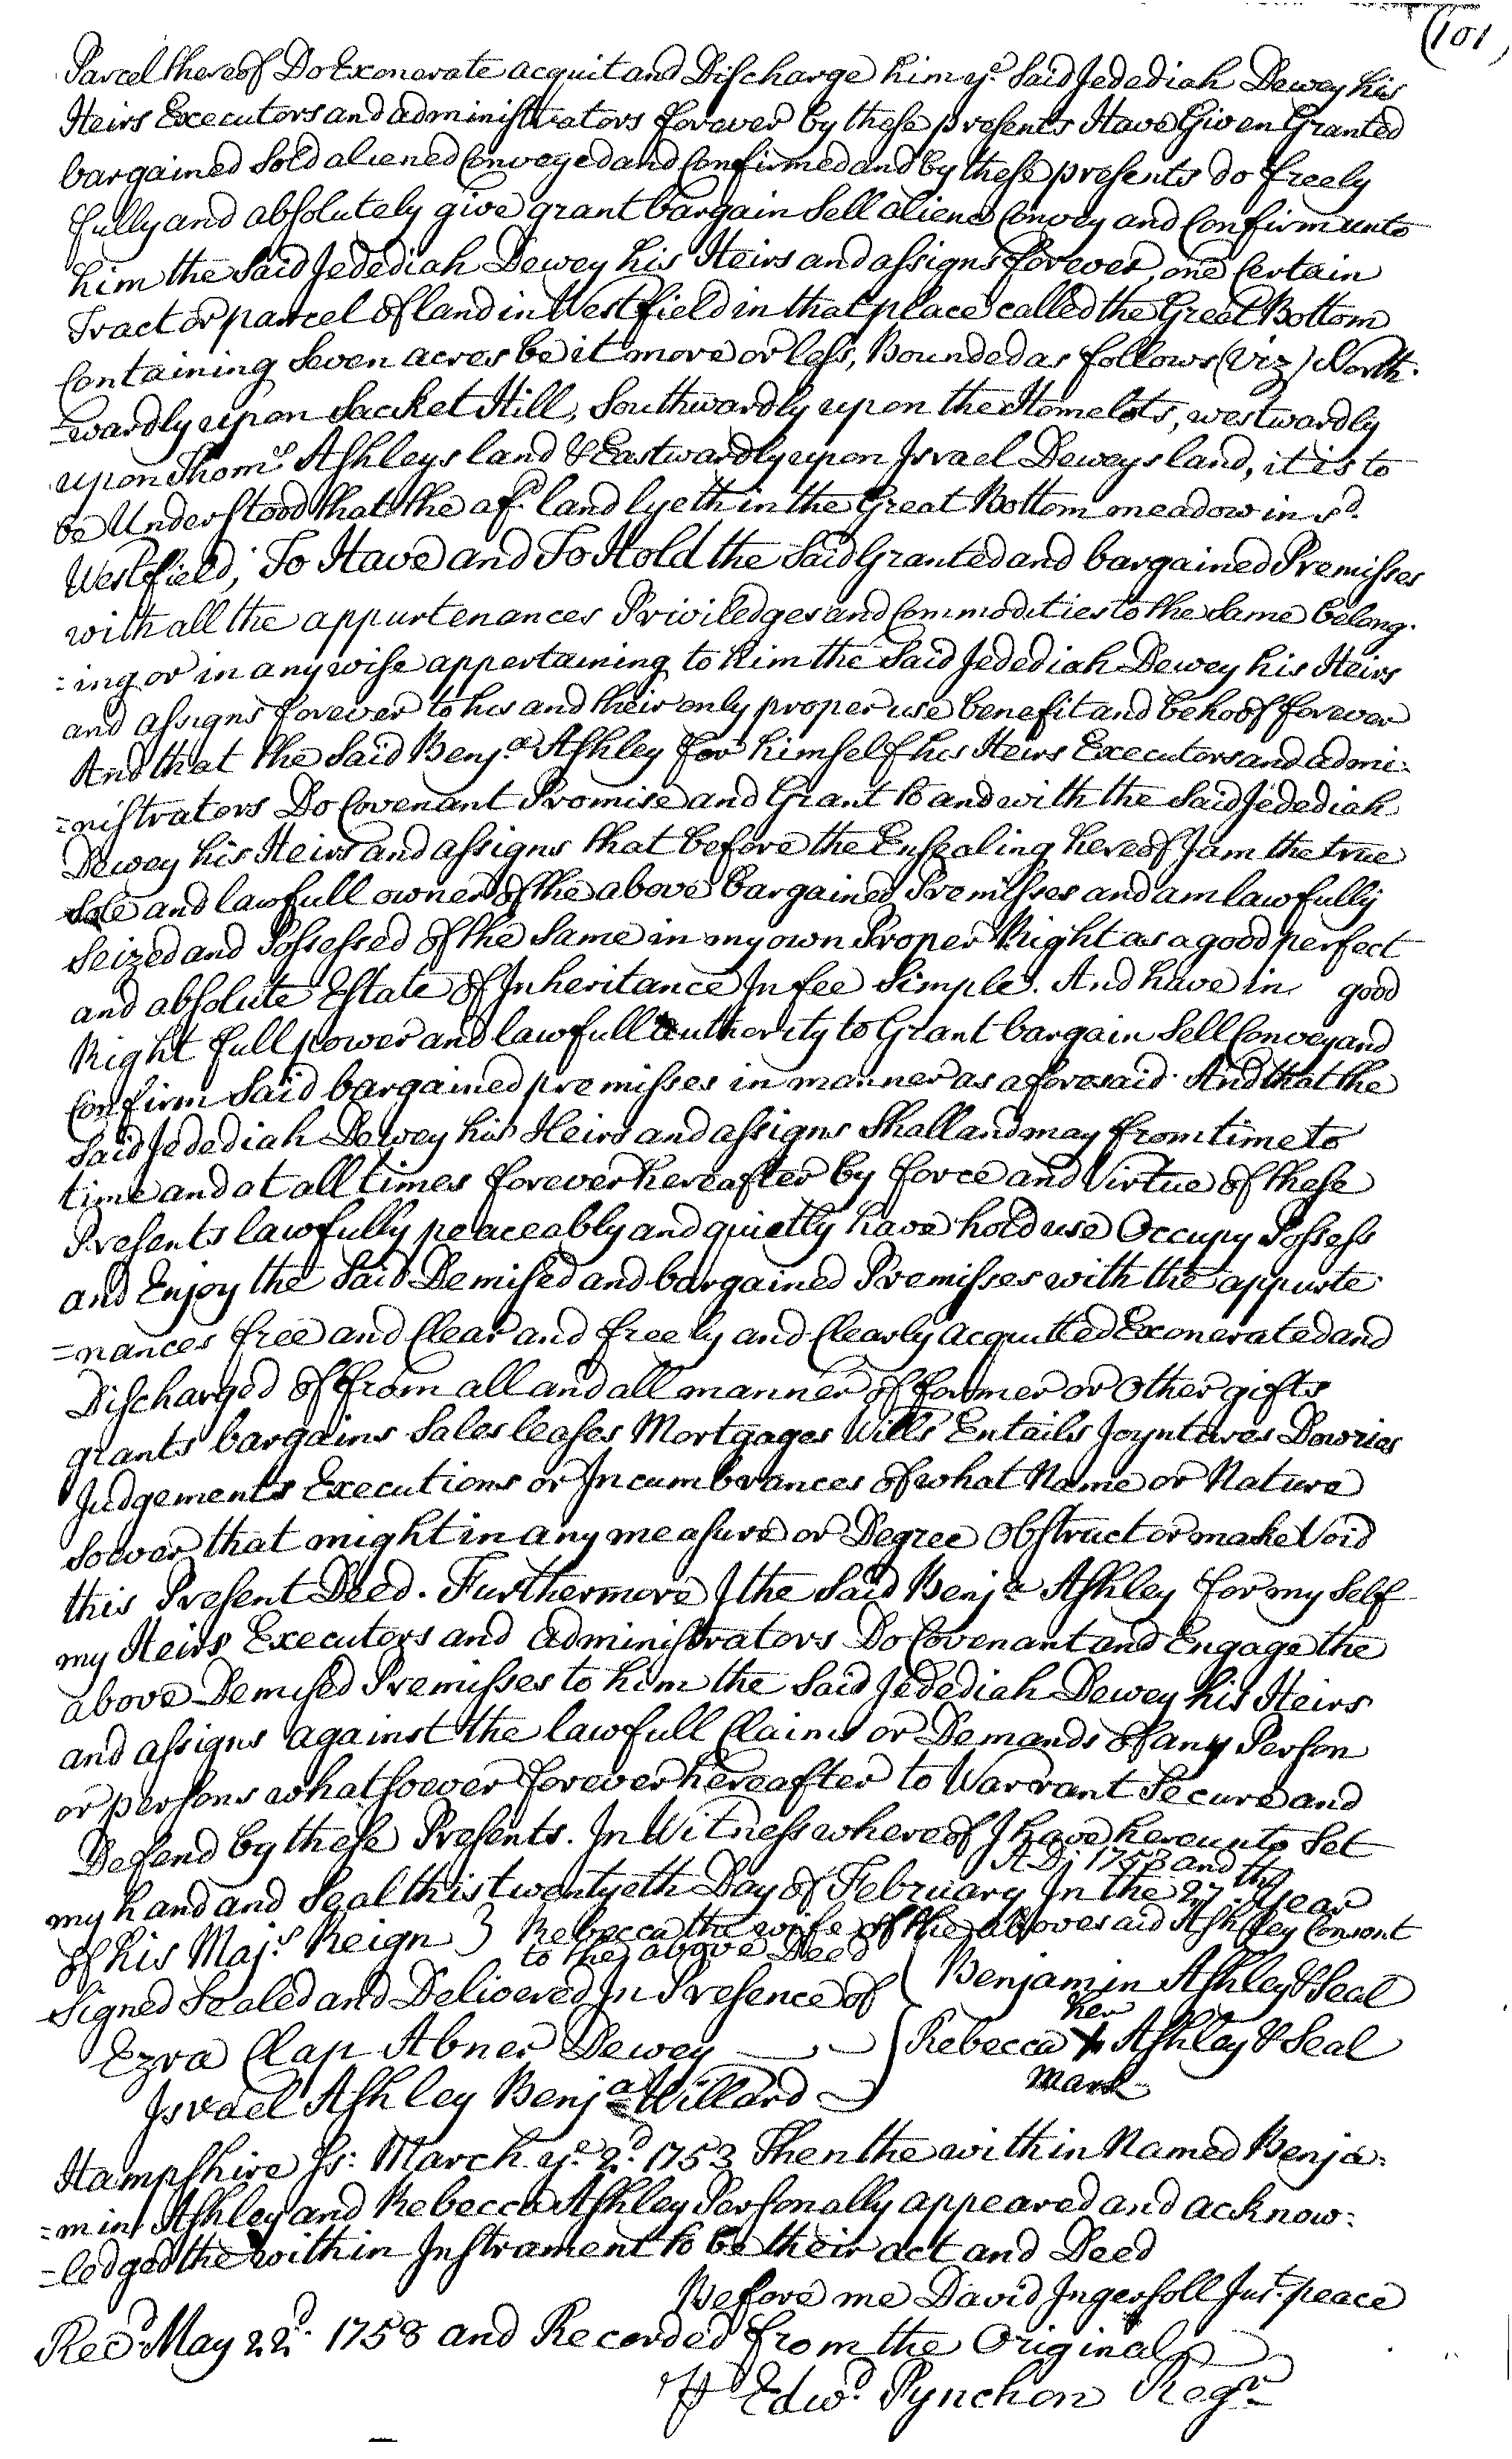 (101)
Parcel thereof Do Exonerate acquit and Discharge him ye. Said Jedediah Dewey his
Heirs Executors and administrators forever by these presents Have Given Granted
bargained Sold aliened Conveyed and Confirmed and by these presents do freely
fully and absolutely give grant bargain Sell aliene Convey and Confirm unto
him the Said Jedediah Dewey his Heirs and assigns forever, one Certain
Tract or parcel of land in Westfield in that place called the Great Bottom
Containing Seven acres be it more or less, Bounded as follows (Viz) North-
=wardly upon Sacket Hill, Southwardly upon the Homelots, westwardly
upon Thoms. Ashleys land & Eastwardly upon Israel Deweys land, it is to
be Understood that the afd. land lyeth in the Great Bottom meadow in sd.
Westfield, To Have and To Hold the Said Granted and bargained Premisses
with all the appurtenances Priviledges and Commodities to the Same belong-
=ing or in any wise appertaining to him the Said Jedediah Dewey his Heirs
and assigns forever to his and their only proper use benefit and behoof forever
And that the Said Benja. Ashley for himself his Heirs Executors and admi-
=nistrators Do Covenant Promise and Grant to and with the Said Jedediah
Dewey his Heirs and assigns that before the Ensealing hereof I am the true
Sole and lawfull owner of the above bargained Premisses and am lawfully
Seized and Possessed of the Same in my own Proper Right as a good perfect
and absolute Estate of Inheritance In fee Simple. And have in good
Right full power and lawfull authority to Grant bargain Sell Convey and
Confirm Said bargained premisses in manner as aforesaid. And that the
Said Jedediah Dewey his Heirs and assigns Shall and may from time to
time and at all times forever hereafter by force and Virtue of these
Presents lawfully peaceably and quietly have hold use Occupy Possess
and Enjoy the Said Demised and bargained Premisses with the appurte-
=nances free and Clear and freely and Clearly acquitted Exonerated and
Discharged of from all and all manner of former or Other gifts
grants bargains Sales leases Mortgages Wills Entails Joyntures Dowries
Judgements Executions or Incumbrances of what Name or Nature
Soever that might in any measure or Degree Obstruct or make Void
this Present Deed. Furthermore I the Said Benja Ashley for my Self
my Heirs Executors and administrators Do Covenant and Engage the
above Demised Premisses to him the Said Jedediah Dewey his Heirs
and assigns against the lawfull Claims or Demands of any Person
or persons whatsoever forever hereafter to Warrant Secure and
Defend by these Presents. In Witness whereof I have hereunto Set
A.D; 1753 and the
my hand and Seal this twentyeth Day of February In the 27th. year
of his Majs. Reign } Rebecca the wife of the abovesaid Ashley Consent
to the above Deed
Signed Sealed and Delivered In Presence of ( Benjamin Ashley & Seal
Ezra Clap Abner Dewey ) Rebecca her X mark Ashley & Seal
Israel Ashley Benja Willard
Hampshire Ss: March ye. 2d. 1753 Then the within Named Benja-
=min Ashley and Rebecca Ashley Personally appeared and acknow-
=ledged the within Instrament to be their act and Deed
Before me David Ingersoll Just. peace
Recd May 22d. 1758 and Recorded from the Original
P Edwd. Pynchon Regr